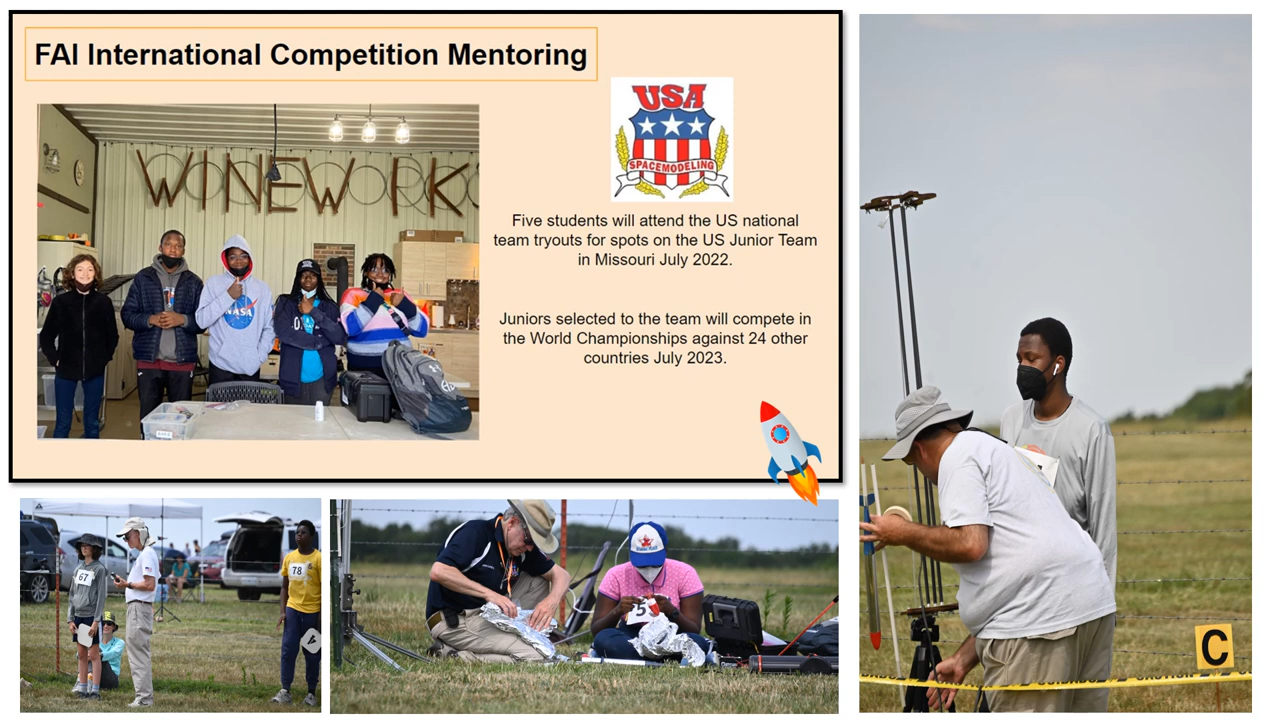 FAI International Competition Mentoring
WINEWORKS
NASA
USA
SPACEMODELING
Five students will attend the US national
team tryouts for spots on the US Junior Team
in Missouri July 2022.
Juniors selected to the team will compete in
the World Championships against 24 other
countries July 2023.
67
78
A
5
C